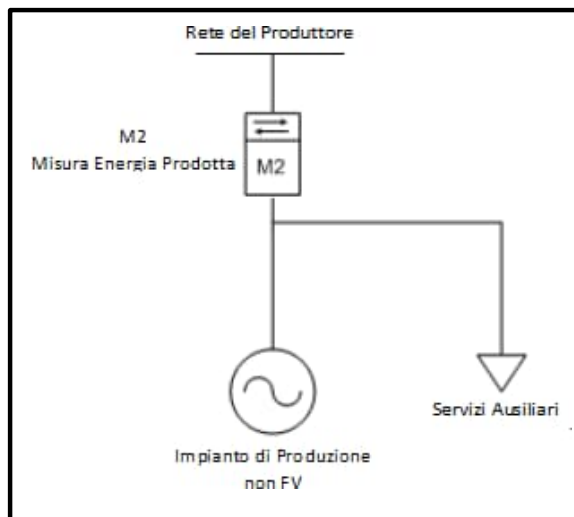 Rete del Produttore
M2
Misura Energia Prodotta
M2
Servizi Ausiliari
Impianto di Produzione
non FV